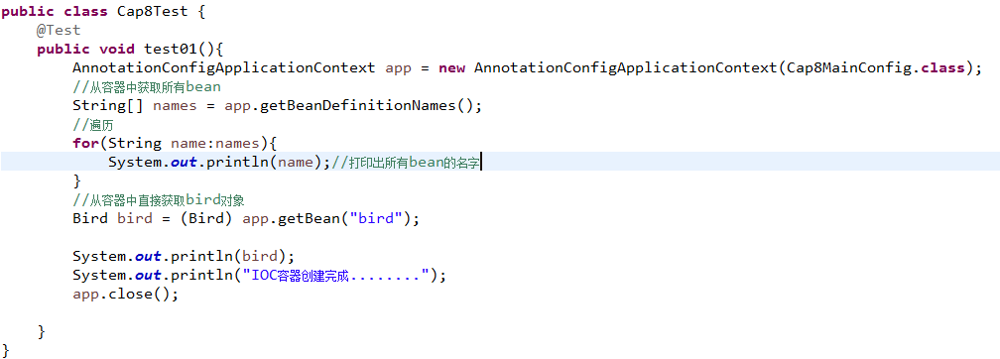 public class Cap8Test {
    @Test
    public void test01(){
        AnnotationConfigApplicationContext app = new AnnotationConfigApplicationContext(Cap8MainConfig.class);
        //从容器中获取所有bean
        String[] names = app.getBeanDefinitionNames();
        //遍历
        for(String name:names){
            System.out.println(name);//打印出所有bean的名字
        }
        //从容器中直接获取bird对象
        Bird bird = (Bird) app.getBean("bird");
        System.out.println(bird);
        System.out.println("IOC容器创建完成........");
        app.close();
    }
}